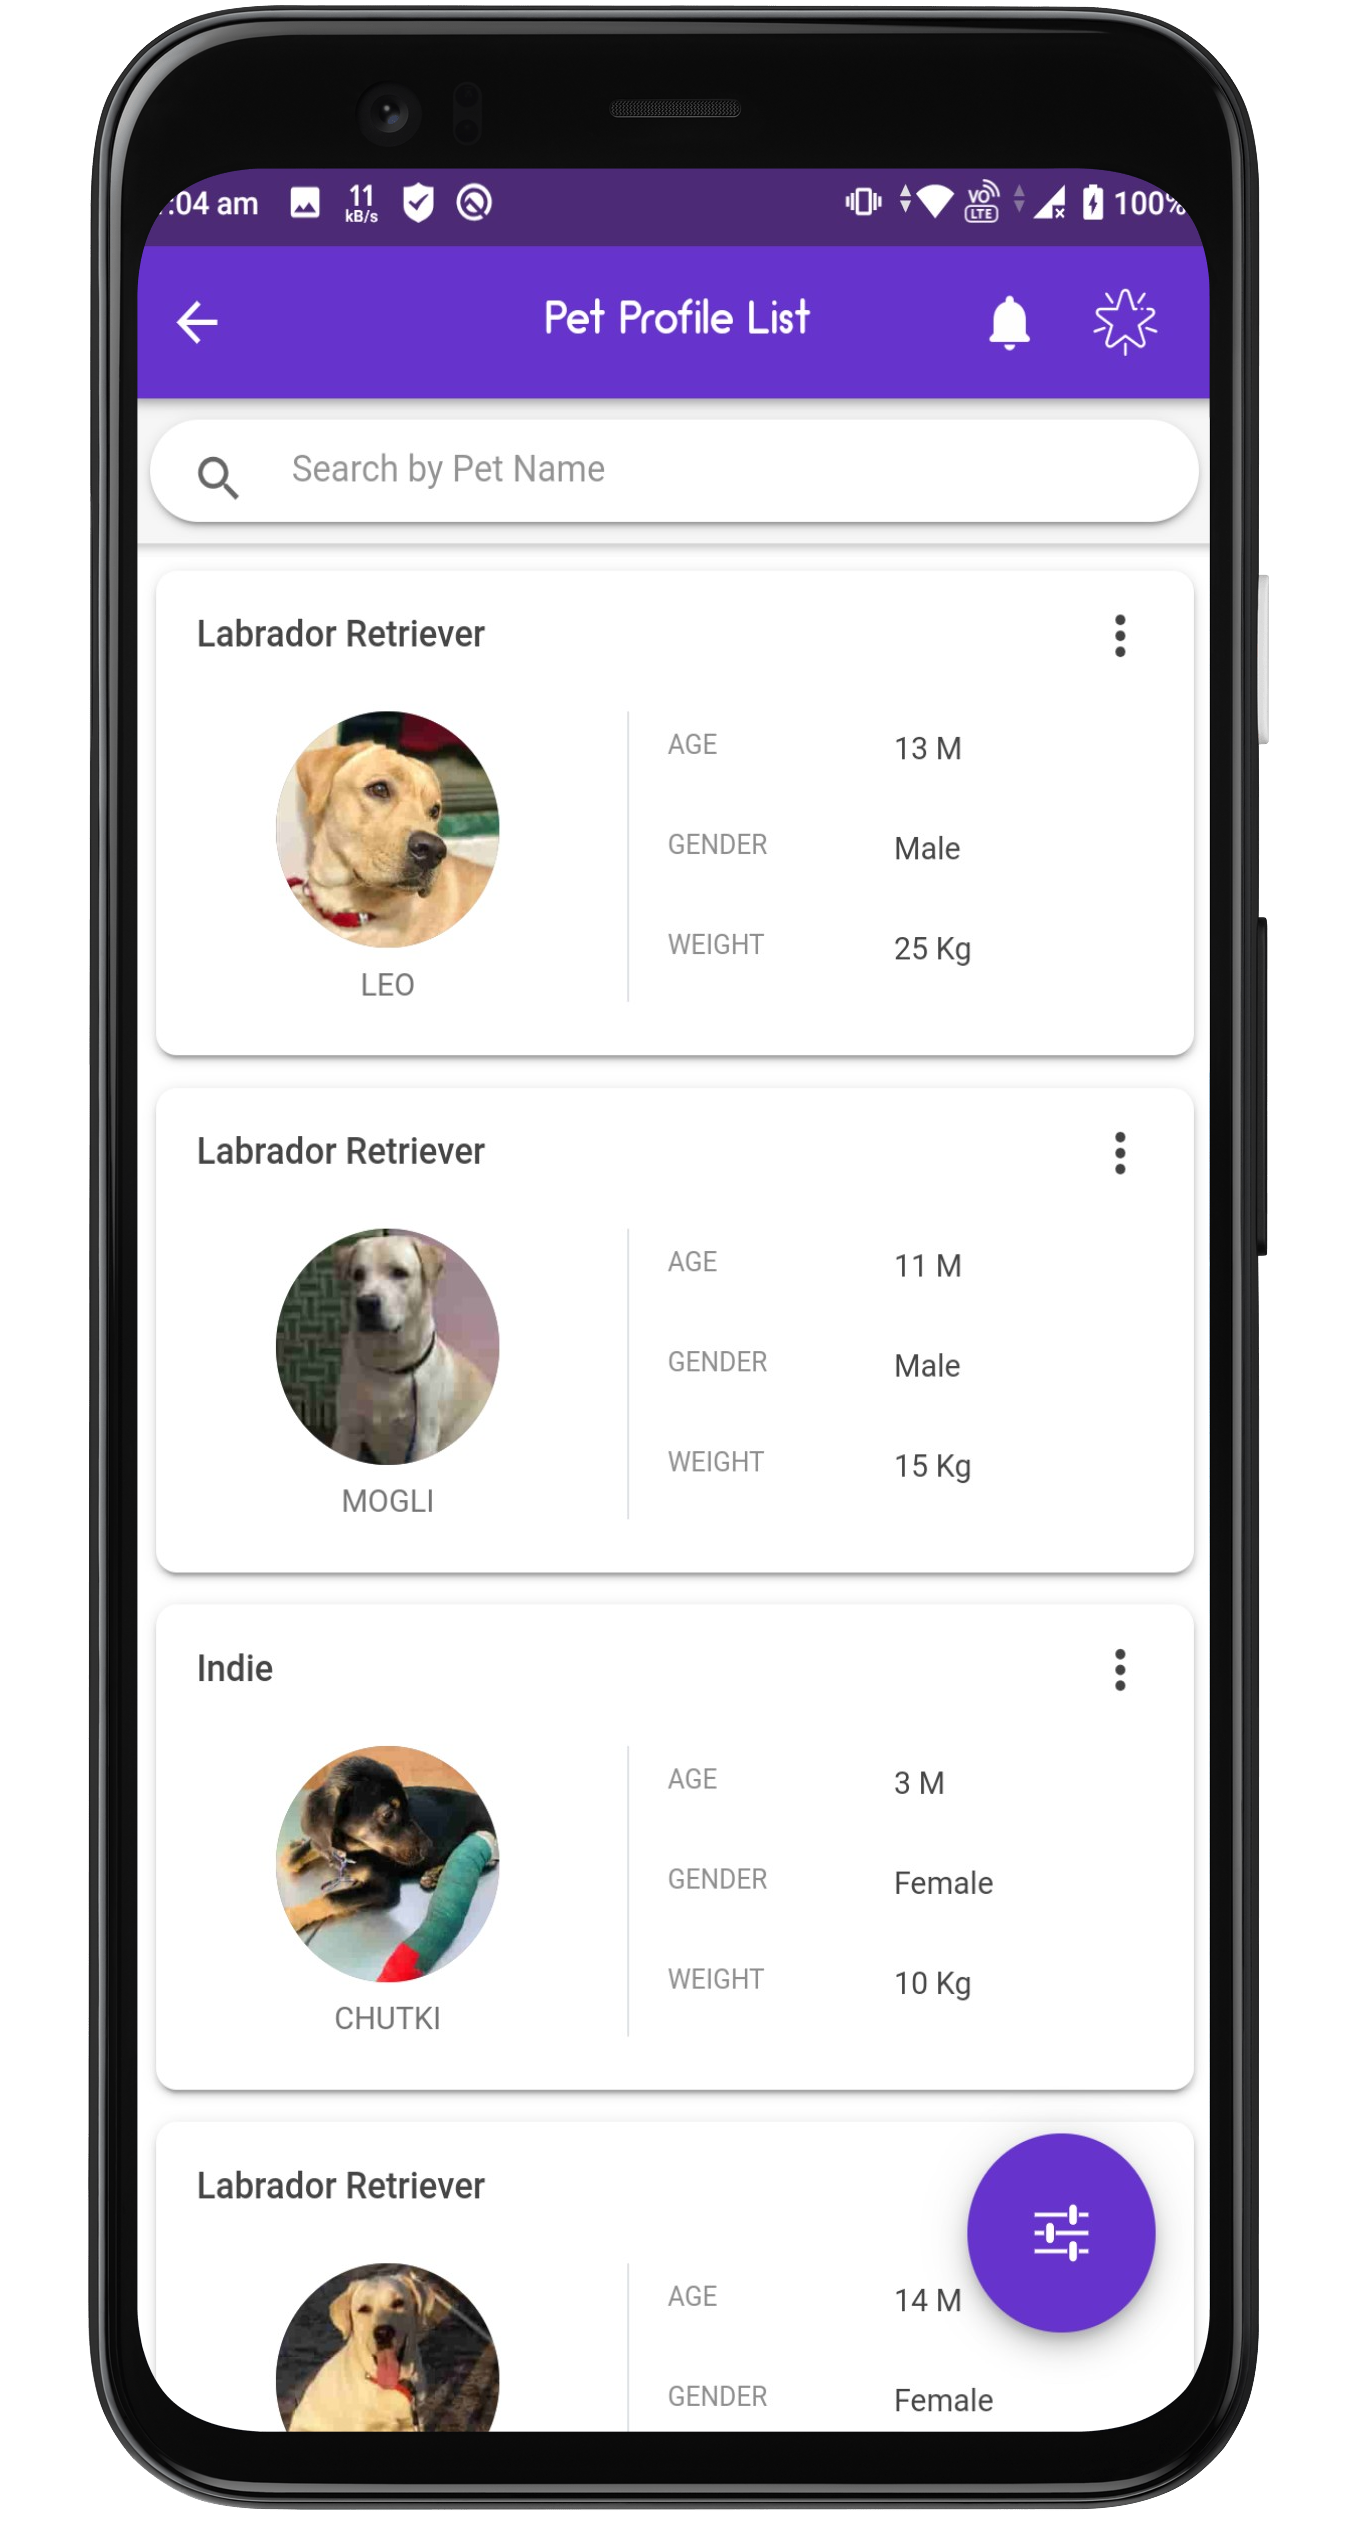 :04 am 11 kB/s VO LTE 100%
Pet Profile List
Search by Pet Name
Labrador Retriever
AGE 13 M
GENDER Male
WEIGHT 25 Kg
LEO
Labrador Retriever
AGE 11 M
GENDER Male
WEIGHT 15 Kg
MOGLI
Indie
AGE 3 M
GENDER Female
WEIGHT 10 Kg
CHUTKI
Labrador Retriever
AGE 14 M
GENDER Female